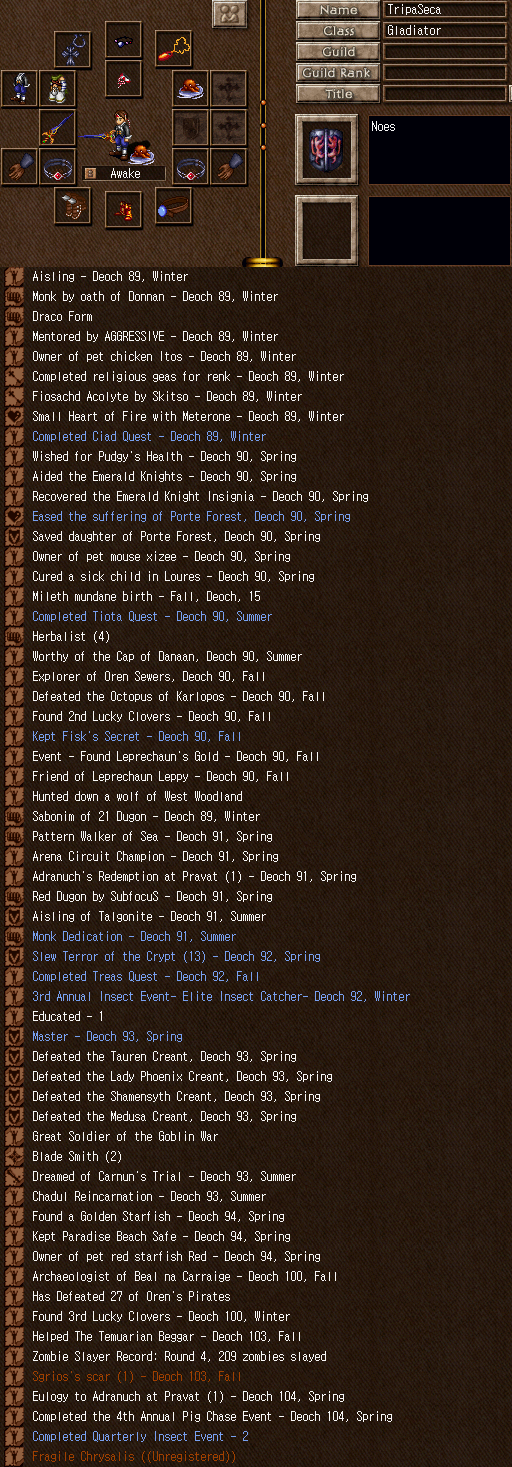 Name TripaSeca
Class Gladiator
Guild
Guild Rank
Title
Noes
Awake
Aisling - Deoch 89, Winter
Monk by oath of Donnan - Deoch 89, Winter
Draco Form
Mentored by AGGRESSIVE - Deoch 89, Winter
Owner of pet chicken Itos - Deoch 89, Winter
Completed religious geas for renk - Deoch 89, Winter
Fiosachd Acolyte by Skitso - Deoch 89, Winter
Small Heart of Fire with Meterone - Deoch 89, Winter
Completed Ciad Quest - Deoch 89, Winter
Wished for Pudgy's Health - Deoch 90, Spring
Aided the Emerald Knights - Deoch 90, Spring
Recovered the Emerald Knight Insignia - Deoch 90, Spring
Eased the suffering of Porte Forest, Deoch 90, Spring
Saved daughter of Porte Forest, Deoch 90, Spring
Owner of pet mouse xizee - Deoch 90, Spring
Cured a sick child in Loures - Deoch 90, Spring
Mileth mundane birth - Fall, Deoch, 15
Completed Tiota Quest - Deoch 90, Summer
Herbalist (4)
Worthy of the Cap of Danaan, Deoch 90, Summer
Explorer of Oren Sewers, Deoch 90, Fall
Defeated the Octopus of Karlopos - Deoch 90, Fall
Found 2nd Lucky Clovers - Deoch 90, Fall
Kept Fisk's Secret - Deoch 90, Fall
Event - Found Leprechaun's Gold - Deoch 90, Fall
Friend of Leprechaun Leppy - Deoch 90, Fall
Hunted down a wolf of West Woodland
Sabonim of 21 Dugon - Deoch 89, Winter
Pattern Walker of Sea - Deoch 91, Spring
Arena Circuit Champion - Deoch 91, Spring
Adranuch's Redemption at Pravat (1) - Deoch 91, Spring
Red Dugon by SubfocuS - Deoch 91, Spring
Aisling of Talgonite - Deoch 91, Summer
Monk Dedication - Deoch 91, Summer
Slew Terror of the Crypt (13) - Deoch 92, Spring
Completed Treas Quest - Deoch 92, Fall
3rd Annual Insect Event- Elite Insect Catcher- Deoch 92, Winter
Educated - 1
Master - Deoch 93, Spring
Defeated the Tauren Creant, Deoch 93, Spring
Defeated the Lady Phoenix Creant, Deoch 93, Spring
Defeated the Shamensyth Creant, Deoch 93, Spring
Defeated the Medusa Creant, Deoch 93, Spring
Great Soldier of the Goblin War
Blade Smith (2)
Dreamed of Carnun's Trial - Deoch 93, Summer
Chadul Reincarnation - Deoch 93, Summer
Found a Golden Starfish - Deoch 94, Spring
Kept Paradise Beach Safe - Deoch 94, Spring
Owner of pet red starfish Red - Deoch 94, Spring
Archaeologist of Beal na Carraige - Deoch 100, Fall
Has Defeated 27 of Oren's Pirates
Found 3rd Lucky Clovers - Deoch 100, Winter
Helped The Temuarian Beggar - Deoch 103, Fall
Zombie Slayer Record: Round 4, 209 zombies slayed
Sgrios's scar (1) - Deoch 103, Fall
Eulogy to Adranuch at Pravat (1) - Deoch 104, Spring
Completed the 4th Annual Pig Chase Event - Deoch 104, Spring
Completed Quarterly Insect Event - 2
Fragile Chrysalis ((Unregistered))